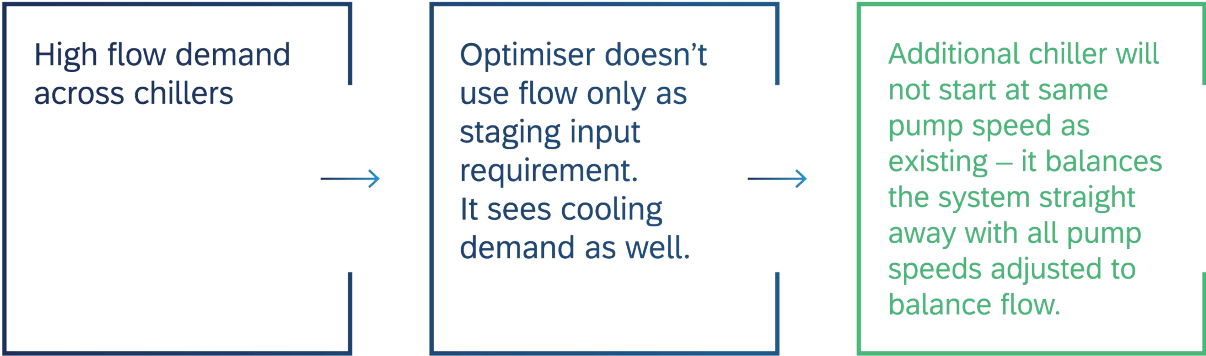 High flow demand
across chillers
Optimiser doesn’t
use flow only as
staging input
requirement.
It sees cooling
demand as well.
Additional chiller will
not start at same
pump speed as
existing – it balances
the system straight
away with all pump
speeds adjusted to
balance flow.